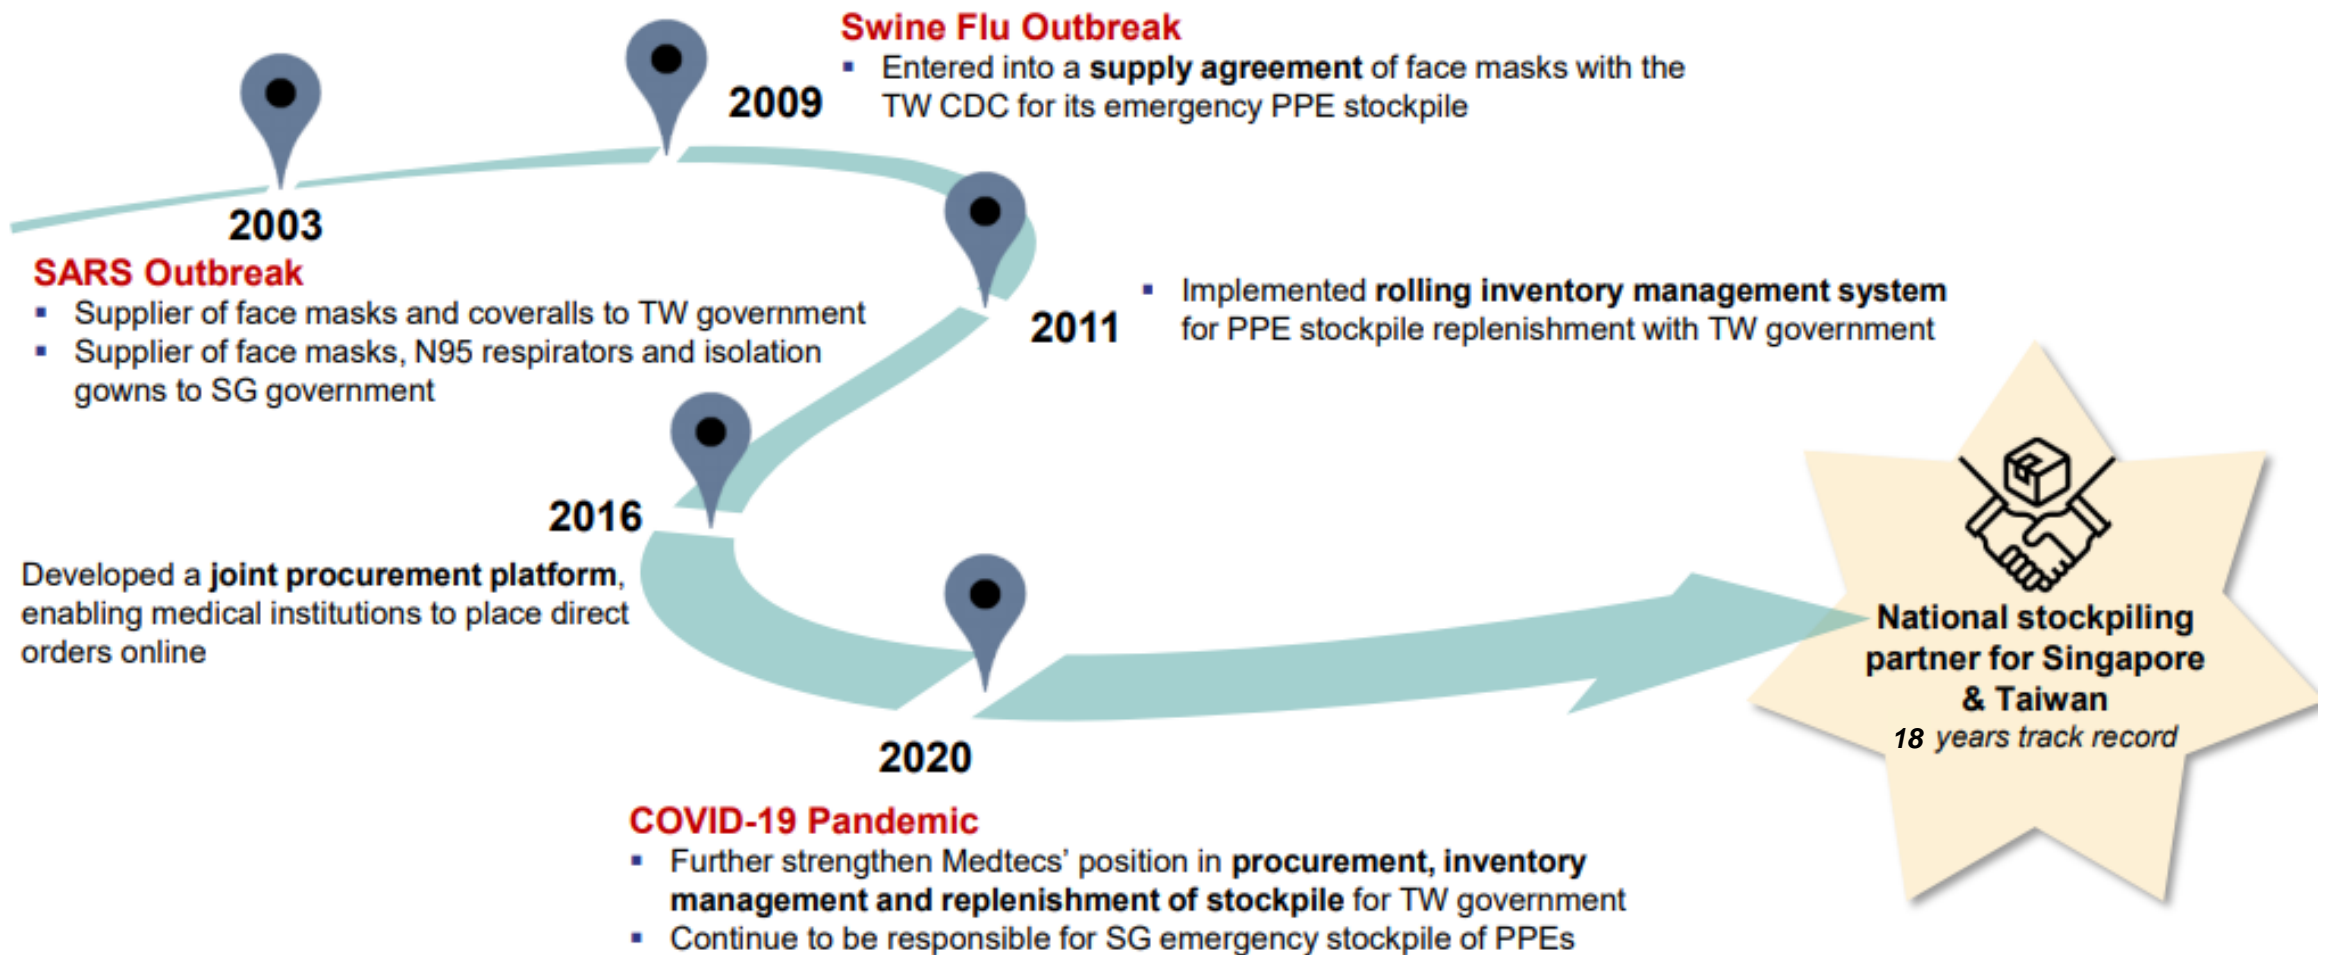 Swine Flu Outbreak
2009
▪ Entered into a supply agreement of face masks with the
TW CDC for its emergency PPE stockpile
2003
SARS Outbreak
▪ Supplier of face masks and coveralls to TW government
▪ Supplier of face masks, N95 respirators and isolation
gowns to SG government
2011
▪ Implemented rolling inventory management system
for PPE stockpile replenishment with TW government
2016
Developed a joint procurement platform,
enabling medical institutions to place direct
orders online
National stockpiling
partner for Singapore
& Taiwan
18 years track record
2020
COVID-19 Pandemic
▪ Further strengthen Medtecs’ position in procurement, inventory
management and replenishment of stockpile for TW government
▪ Continue to be responsible for SG emergency stockpile of PPEs